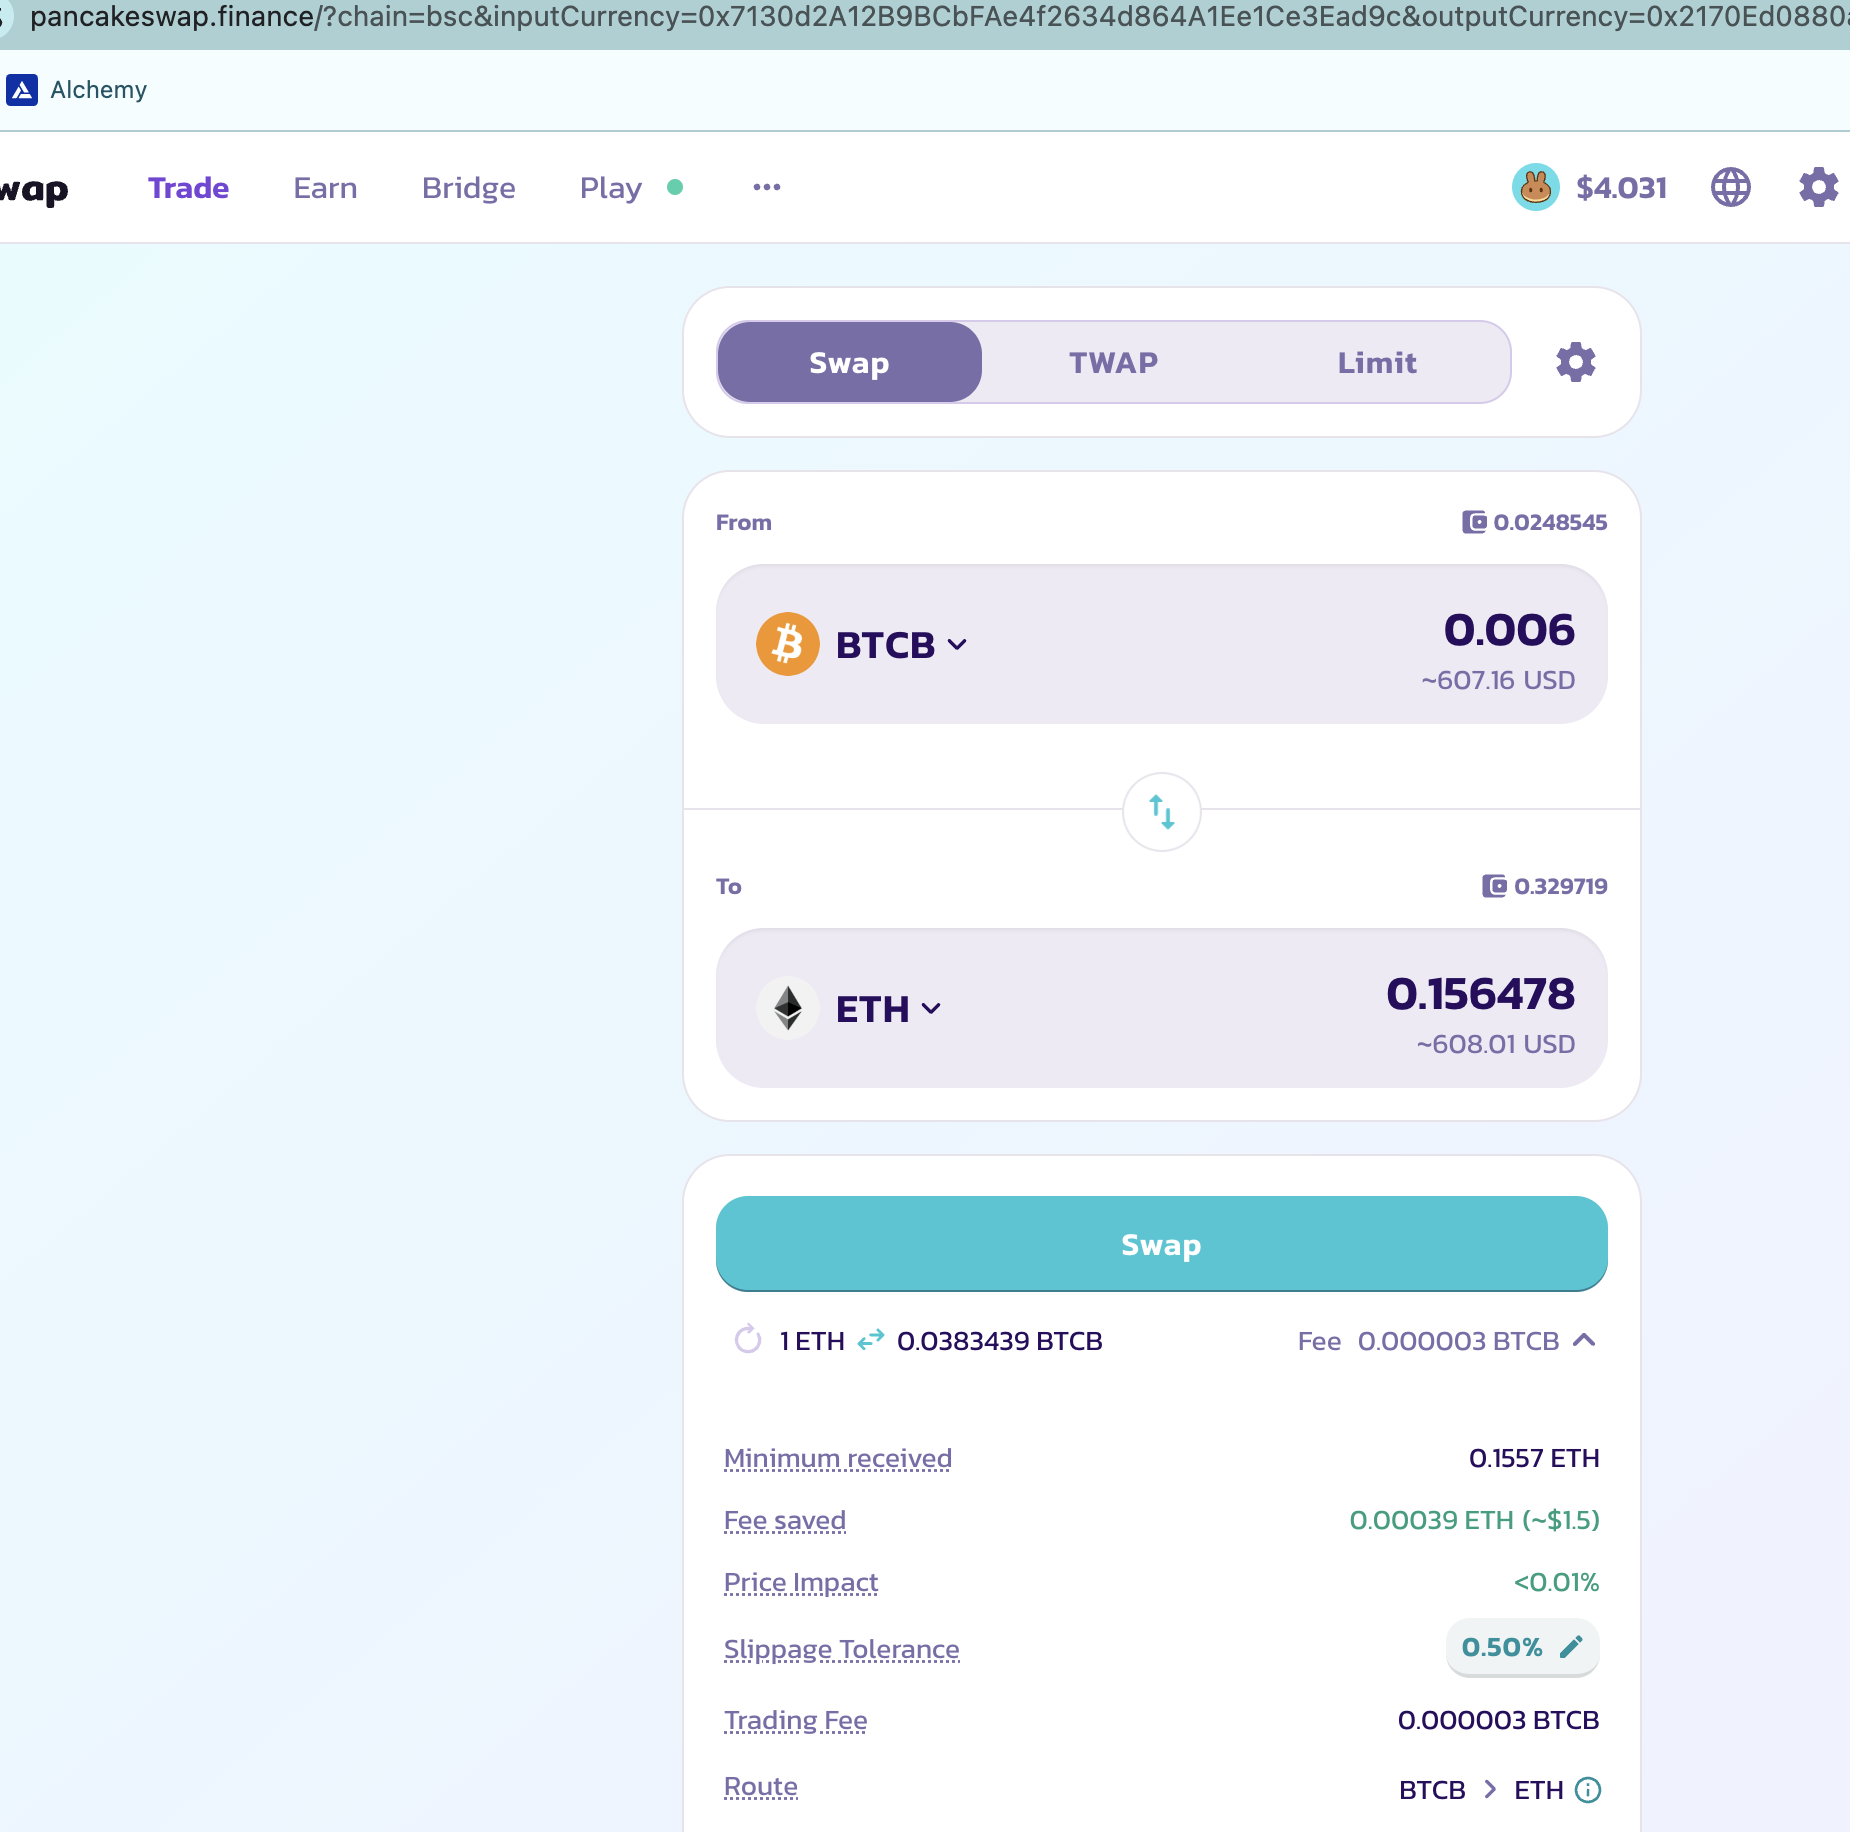 pancakeswap.finance/?chain=bsc&inputCurrency=0x7130d2A12B9BCbFAe4f2634d864A1Ee1Ce3Ead9c&outputCurrency=0x2170Ed0880
Alchemy
wap Trade Earn Bridge Play ••• $4.031
Swap TWAP Limit
From 0.0248545
BTCB 0.006
~607.16 USD
To 0.329719
ETH 0.156478
~608.01 USD
Swap
1 ETH 0.0383439 BTCB Fee 0.000003 BTCB
Minimum received 0.1557 ETH
Fee saved 0.00039 ETH (~$1.5)
Price Impact <0.01%
Slippage Tolerance 0.50%
Trading Fee 0.000003 BTCB
Route BTCB > ETH